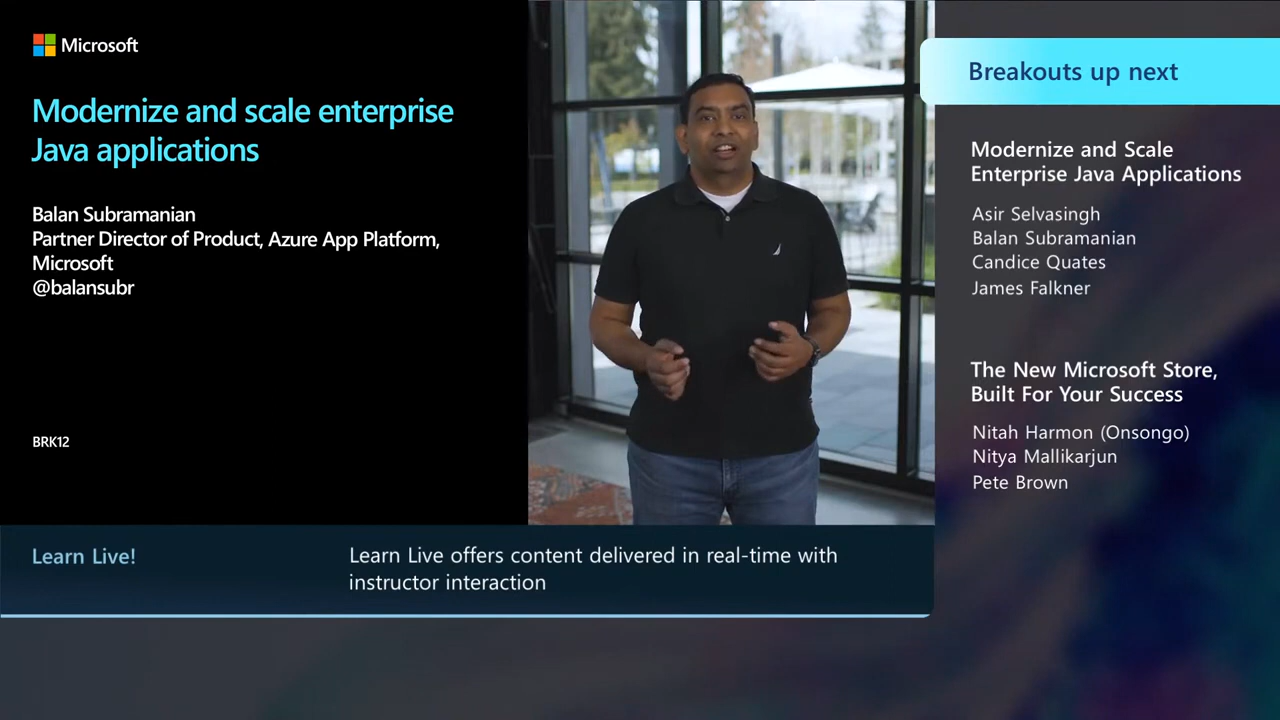 Microsoft
Modernize and scale enterprise
Java applications
Balan Subramanian
Partner Director of Product, Azure App Platform,
Microsoft
@balansubr
BRK12
Breakouts up next
Modernize and Scale
Enterprise Java Applications
Asir Selvasingh
Balan Subramanian
Candice Quates
James Falkner
The New Microsoft Store,
Built For Your Success
Nitah Harmon (Onsongo)
Nitya Mallikarjun
Pete Brown
Learn Live!
Learn Live offers content delivered in real-time with
instructor interaction